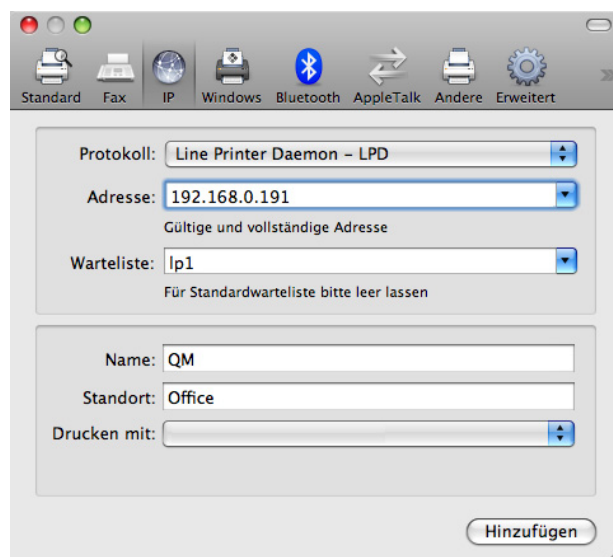 Standard Fax IP Windows Bluetooth AppleTalk Andere Erweitert
Protokoll: Line Printer Daemon – LPD
Adresse: 192.168.0.191
Gültige und vollständige Adresse
Warteliste: lp1
Für Standardwarteliste bitte leer lassen
Name: QM
Standort: Office
Drucken mit:
Hinzufügen